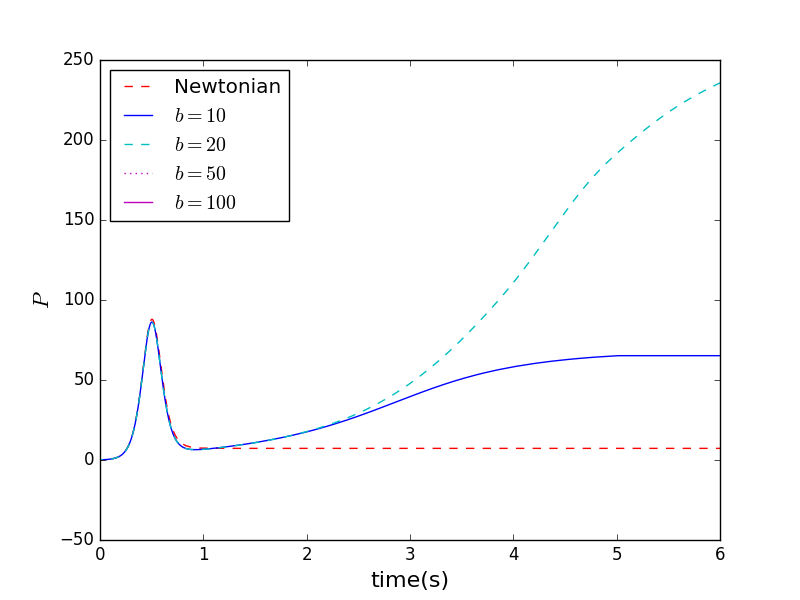 250
200
150
100
50
0
−50
P
Newtonian
b = 10
b = 20
b = 50
b = 100
0 1 2 3 4 5 6
time(s)